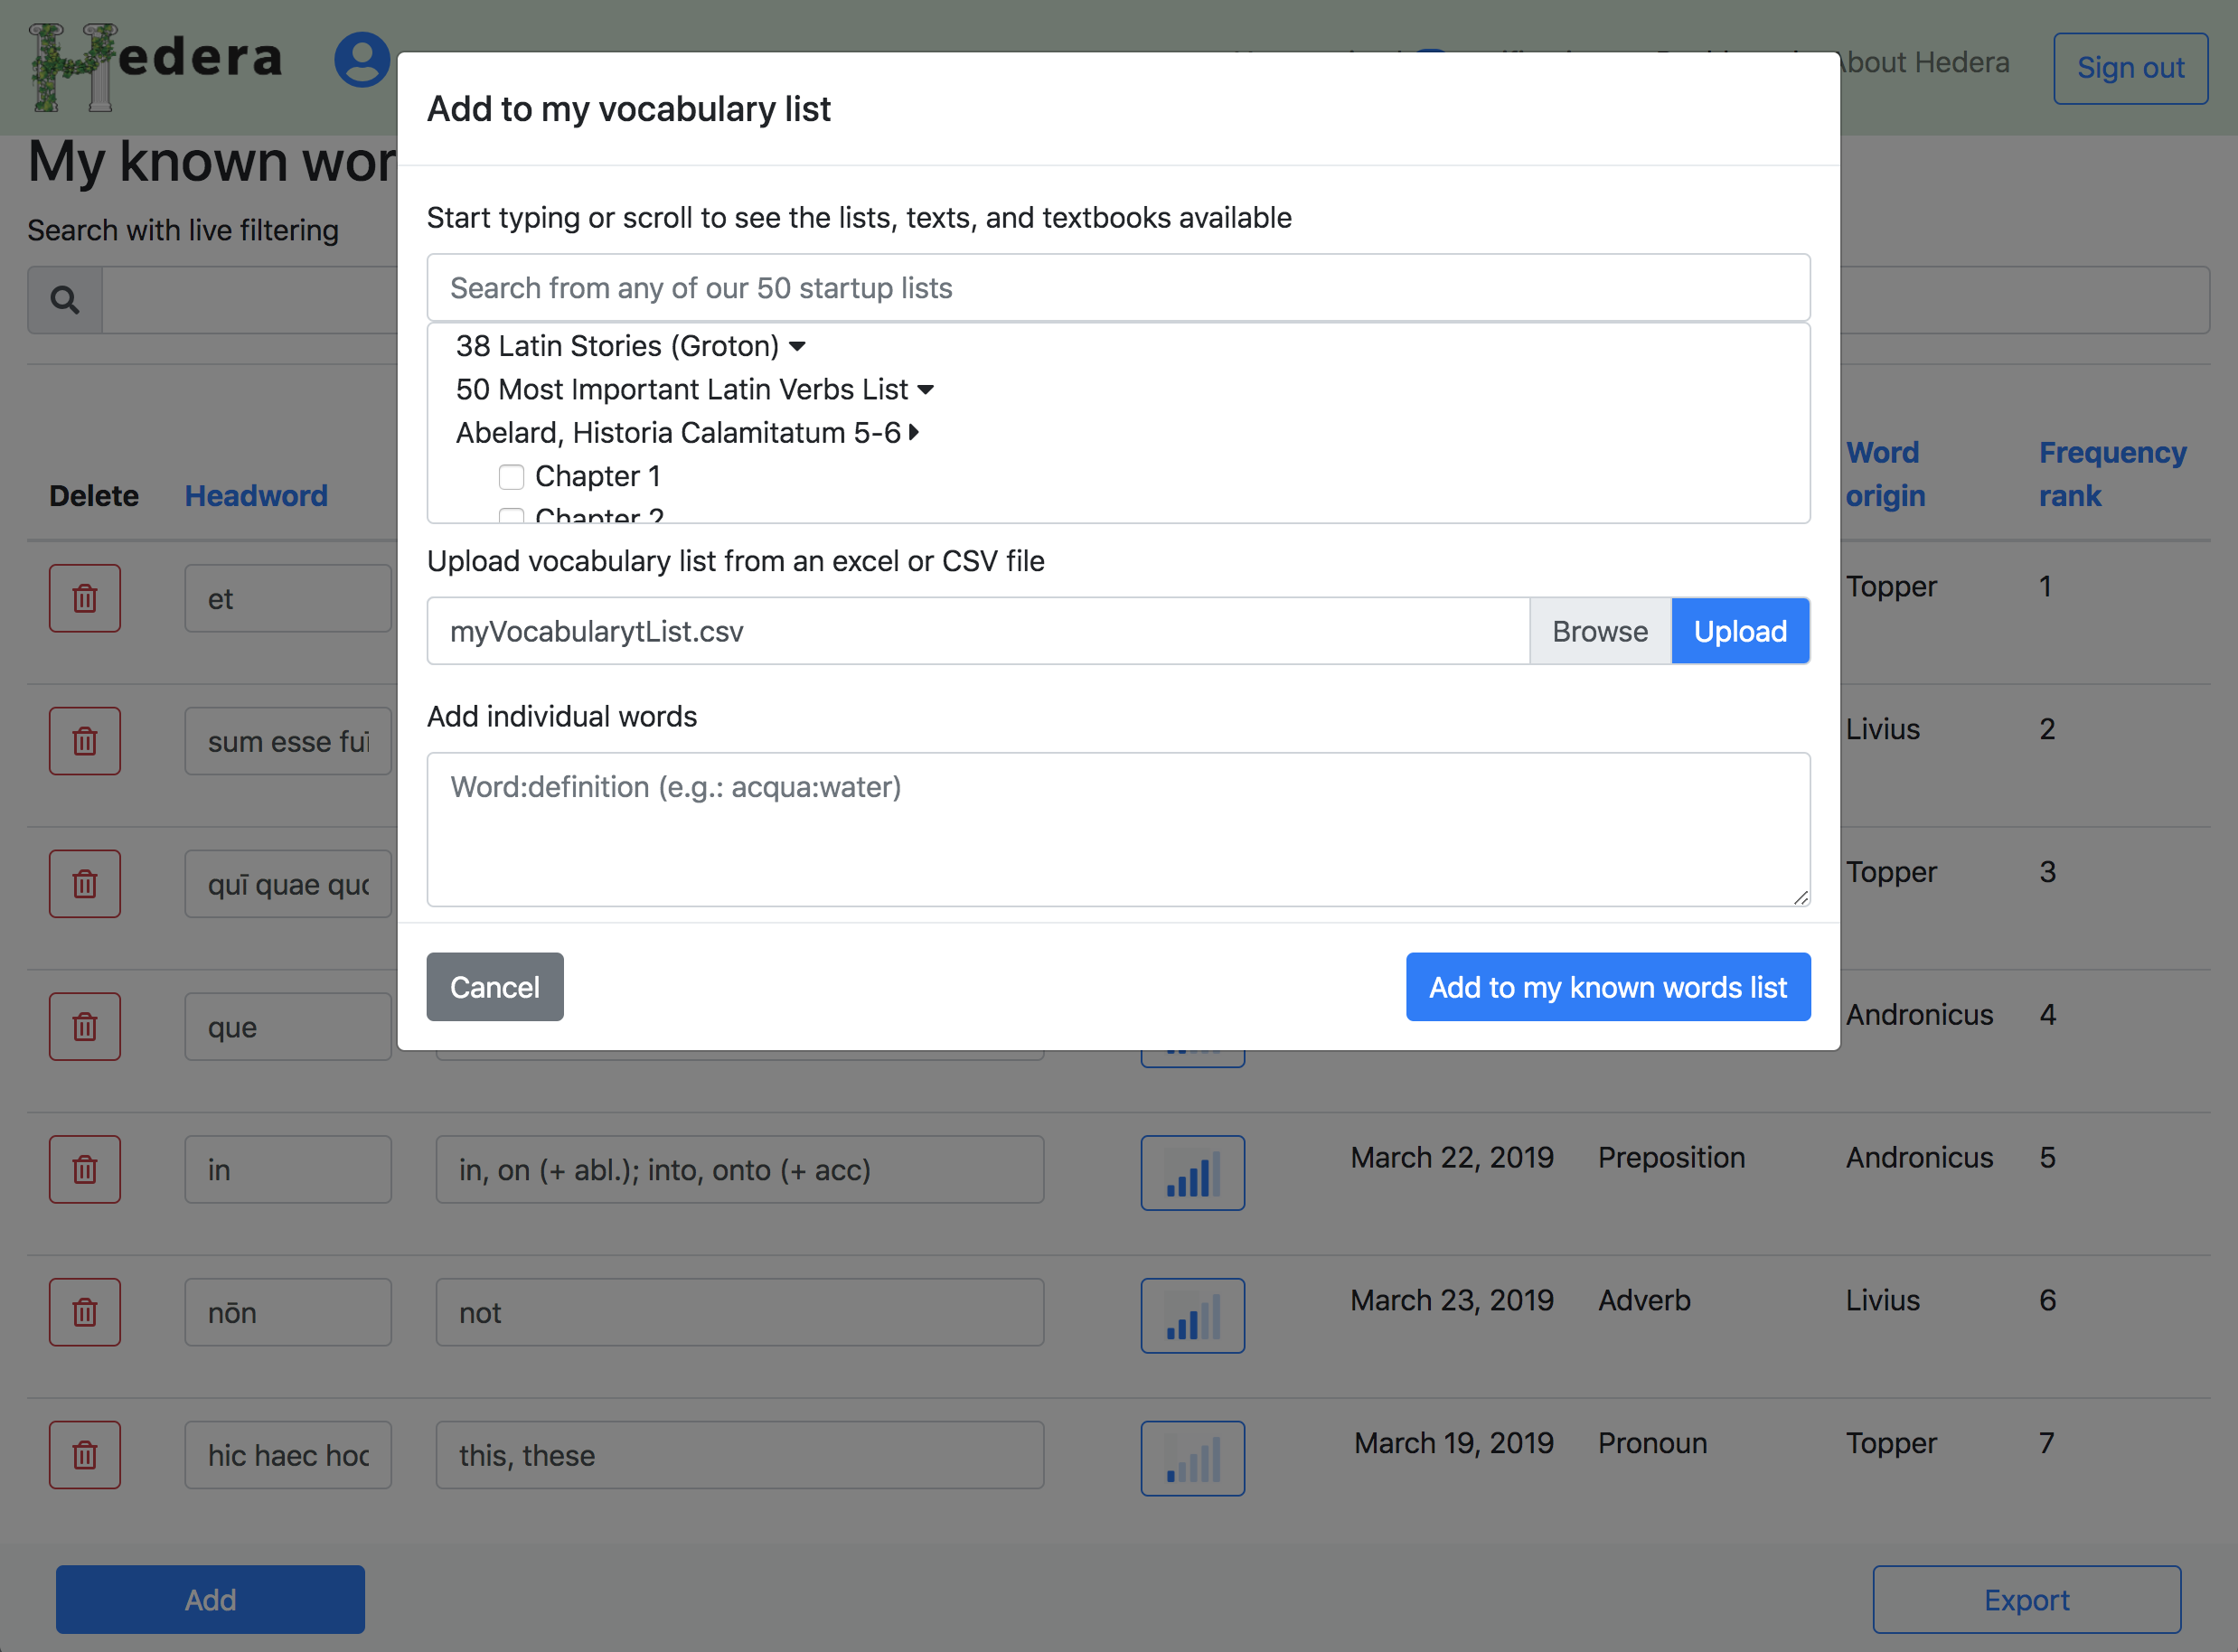 Hedera
About Hedera
Sign out
Add to my vocabulary list
My known wor
Search with live filtering
Start typing or scroll to see the lists, texts, and textbooks available
Search from any of our 50 startup lists
38 Latin Stories (Groton)
50 Most Important Latin Verbs List
Abelard, Historia Calamitatum 5-6
Chapter 1
Chapter 2
Upload vocabulary list from an excel or CSV file
myVocabularytList.csv
Browse
Upload
Add individual words
Word:definition (e.g.: acqua:water)
Cancel
Add to my known words list
Delete
Headword
Word origin
Frequency rank
et
Topper
1
sum esse fuī
Livius
2
quī quae quo
Topper
3
que
Andronicus
4
in
in, on (+ abl.); into, onto (+ acc)
March 22, 2019
Preposition
Andronicus
5
nōn
not
March 23, 2019
Adverb
Livius
6
hic haec hoc
this, these
March 19, 2019
Pronoun
Topper
7
Add
Export